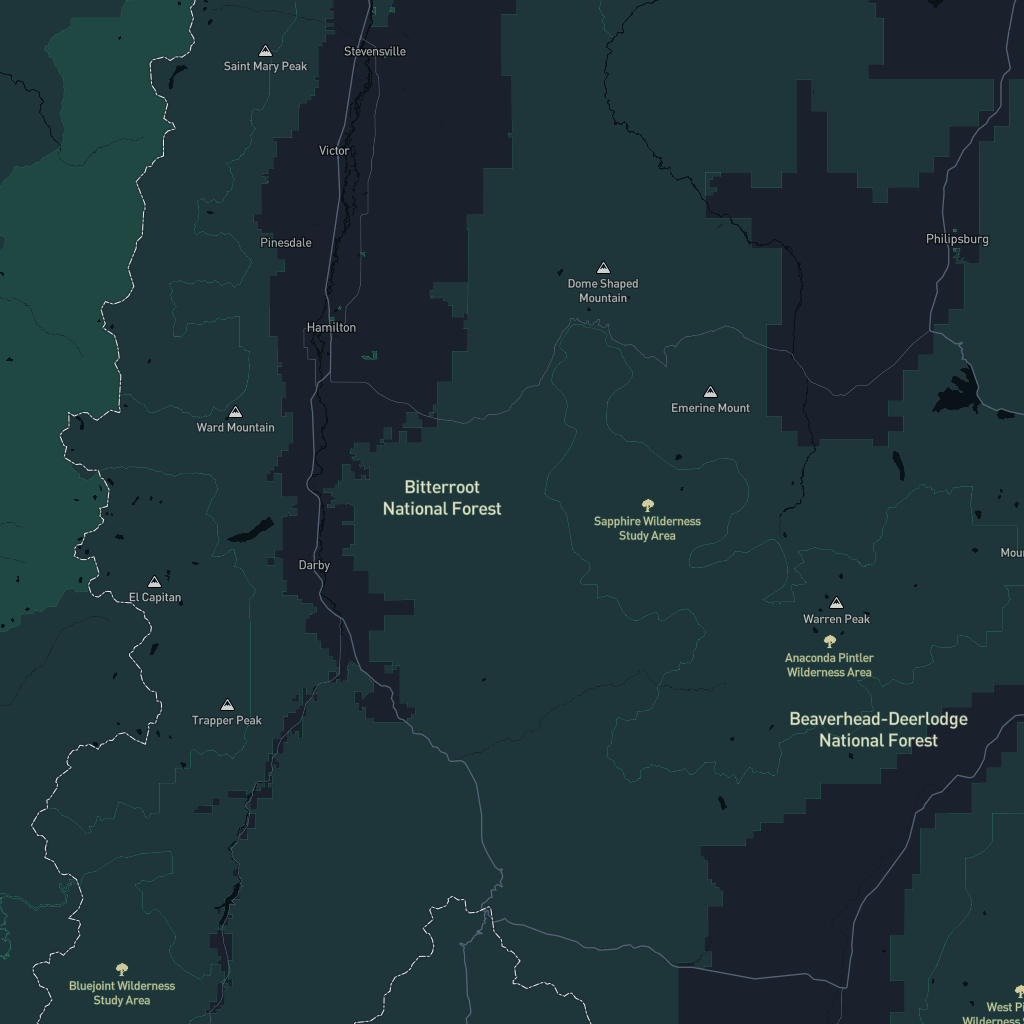 Stevensville
Saint Mary Peak
Victor
Pinesdale
Philipsburg
Dome Shaped
Mountain
Hamilton
Emerine Mount
Ward Mountain
Bitterroot
National Forest
Sapphire Wilderness
Study Area
Darby
El Capitan
Warren Peak
Anaconda Pintler
Wilderness Area
Trapper Peak
Beaverhead-Deerlodge
National Forest
Bluejoint Wilderness
Study Area
West Pi
Wilderness